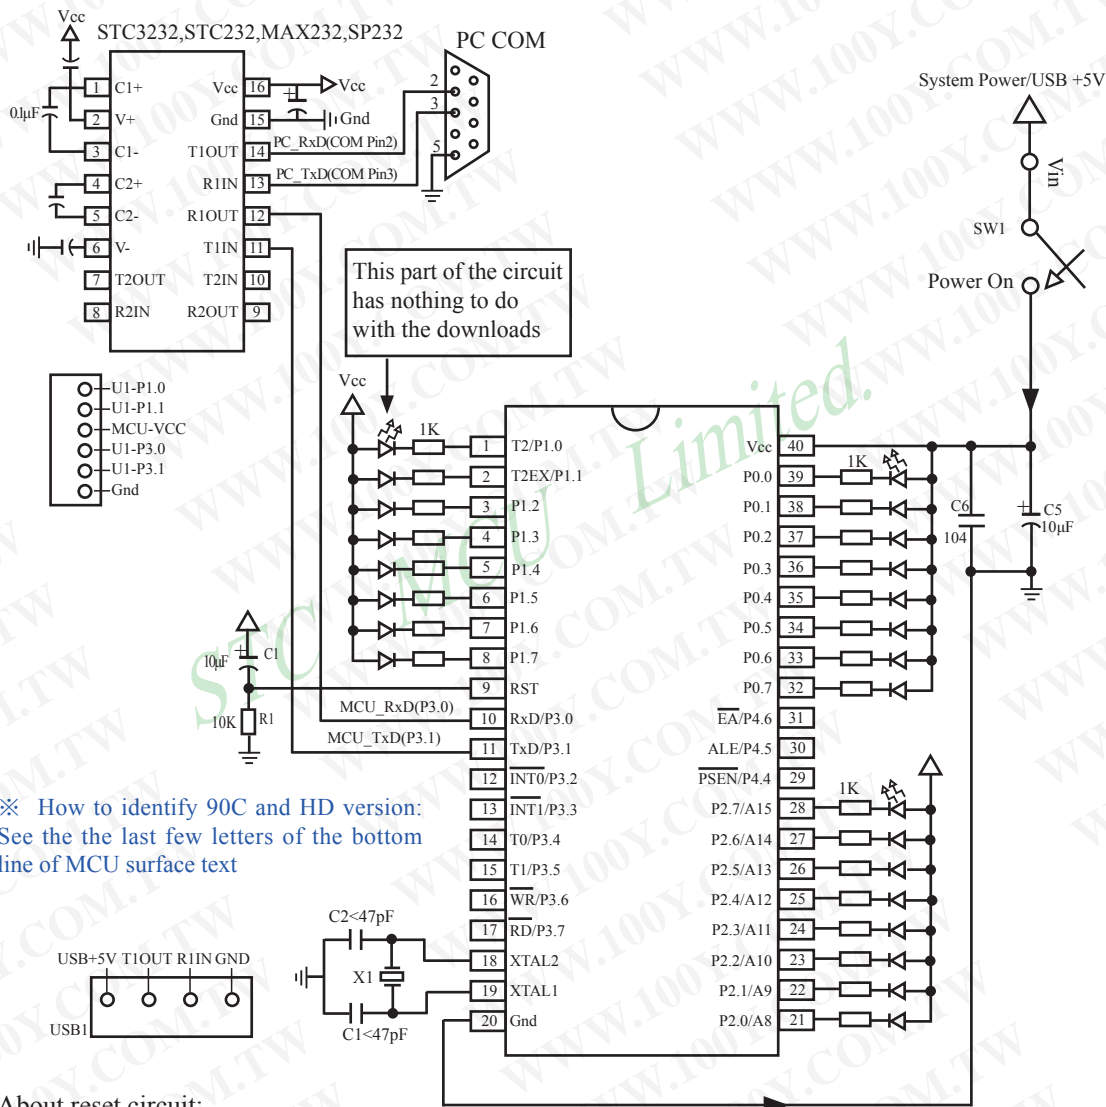 Vcc
STC3232,STC232,MAX232,SP232
PC COM
System Power/USB +5V
1 C1+ Vcc 16 Vcc
0.1μF
2 V+ Gnd 15 Gnd
3 C1- T1OUT 14 PC_RxD(COM Pin2)
4 C2+ R1IN 13 PC_TxD(COM Pin3)
5 C2- R1OUT 12
6 V- T1IN 11
7 T2OUT T2IN 10
8 R2IN R2OUT 9
2
3
5
Vin
SW1
Power On
This part of the circuit
has nothing to do
with the downloads
U1-P1.0
U1-P1.1
MCU-VCC
U1-P3.0
U1-P3.1
Gnd
Vcc
1K
1 T2/P1.0 Vcc 40
2 T2EX/P1.1 P0.0 39 1K
3 P1.2 P0.1 38
4 P1.3 P0.2 37
5 P1.4 P0.3 36
6 P1.5 P0.4 35
7 P1.6 P0.5 34
8 P1.7 P0.6 33
9 RST P0.7 32
MCU_RxD(P3.0) 10 RxD/P3.0 EA/P4.6 31
MCU_TxD(P3.1) 11 TxD/P3.1 ALE/P4.5 30
12 INT0/P3.2 PSEN/P4.4 29
13 INT1/P3.3 P2.7/A15 28 1K
14 T0/P3.4 P2.6/A14 27
15 T1/P3.5 P2.5/A13 26
16 WR/P3.6 P2.4/A12 25
17 RD/P3.7 P2.3/A11 24
18 XTAL2 P2.2/A10 23
19 XTAL1 P2.1/A9 22
20 Gnd P2.0/A8 21
C6
104
C5
10μF
10μF C1
10K R1
※ How to identify 90C and HD version:
See the the last few letters of the bottom
line of MCU surface text
C2<47pF
X1
C1<47pF
USB+5V T1OUT R1IN GND
USB1
About reset circuit:
STC MCU Limited.
WWW.100Y.COM.TW